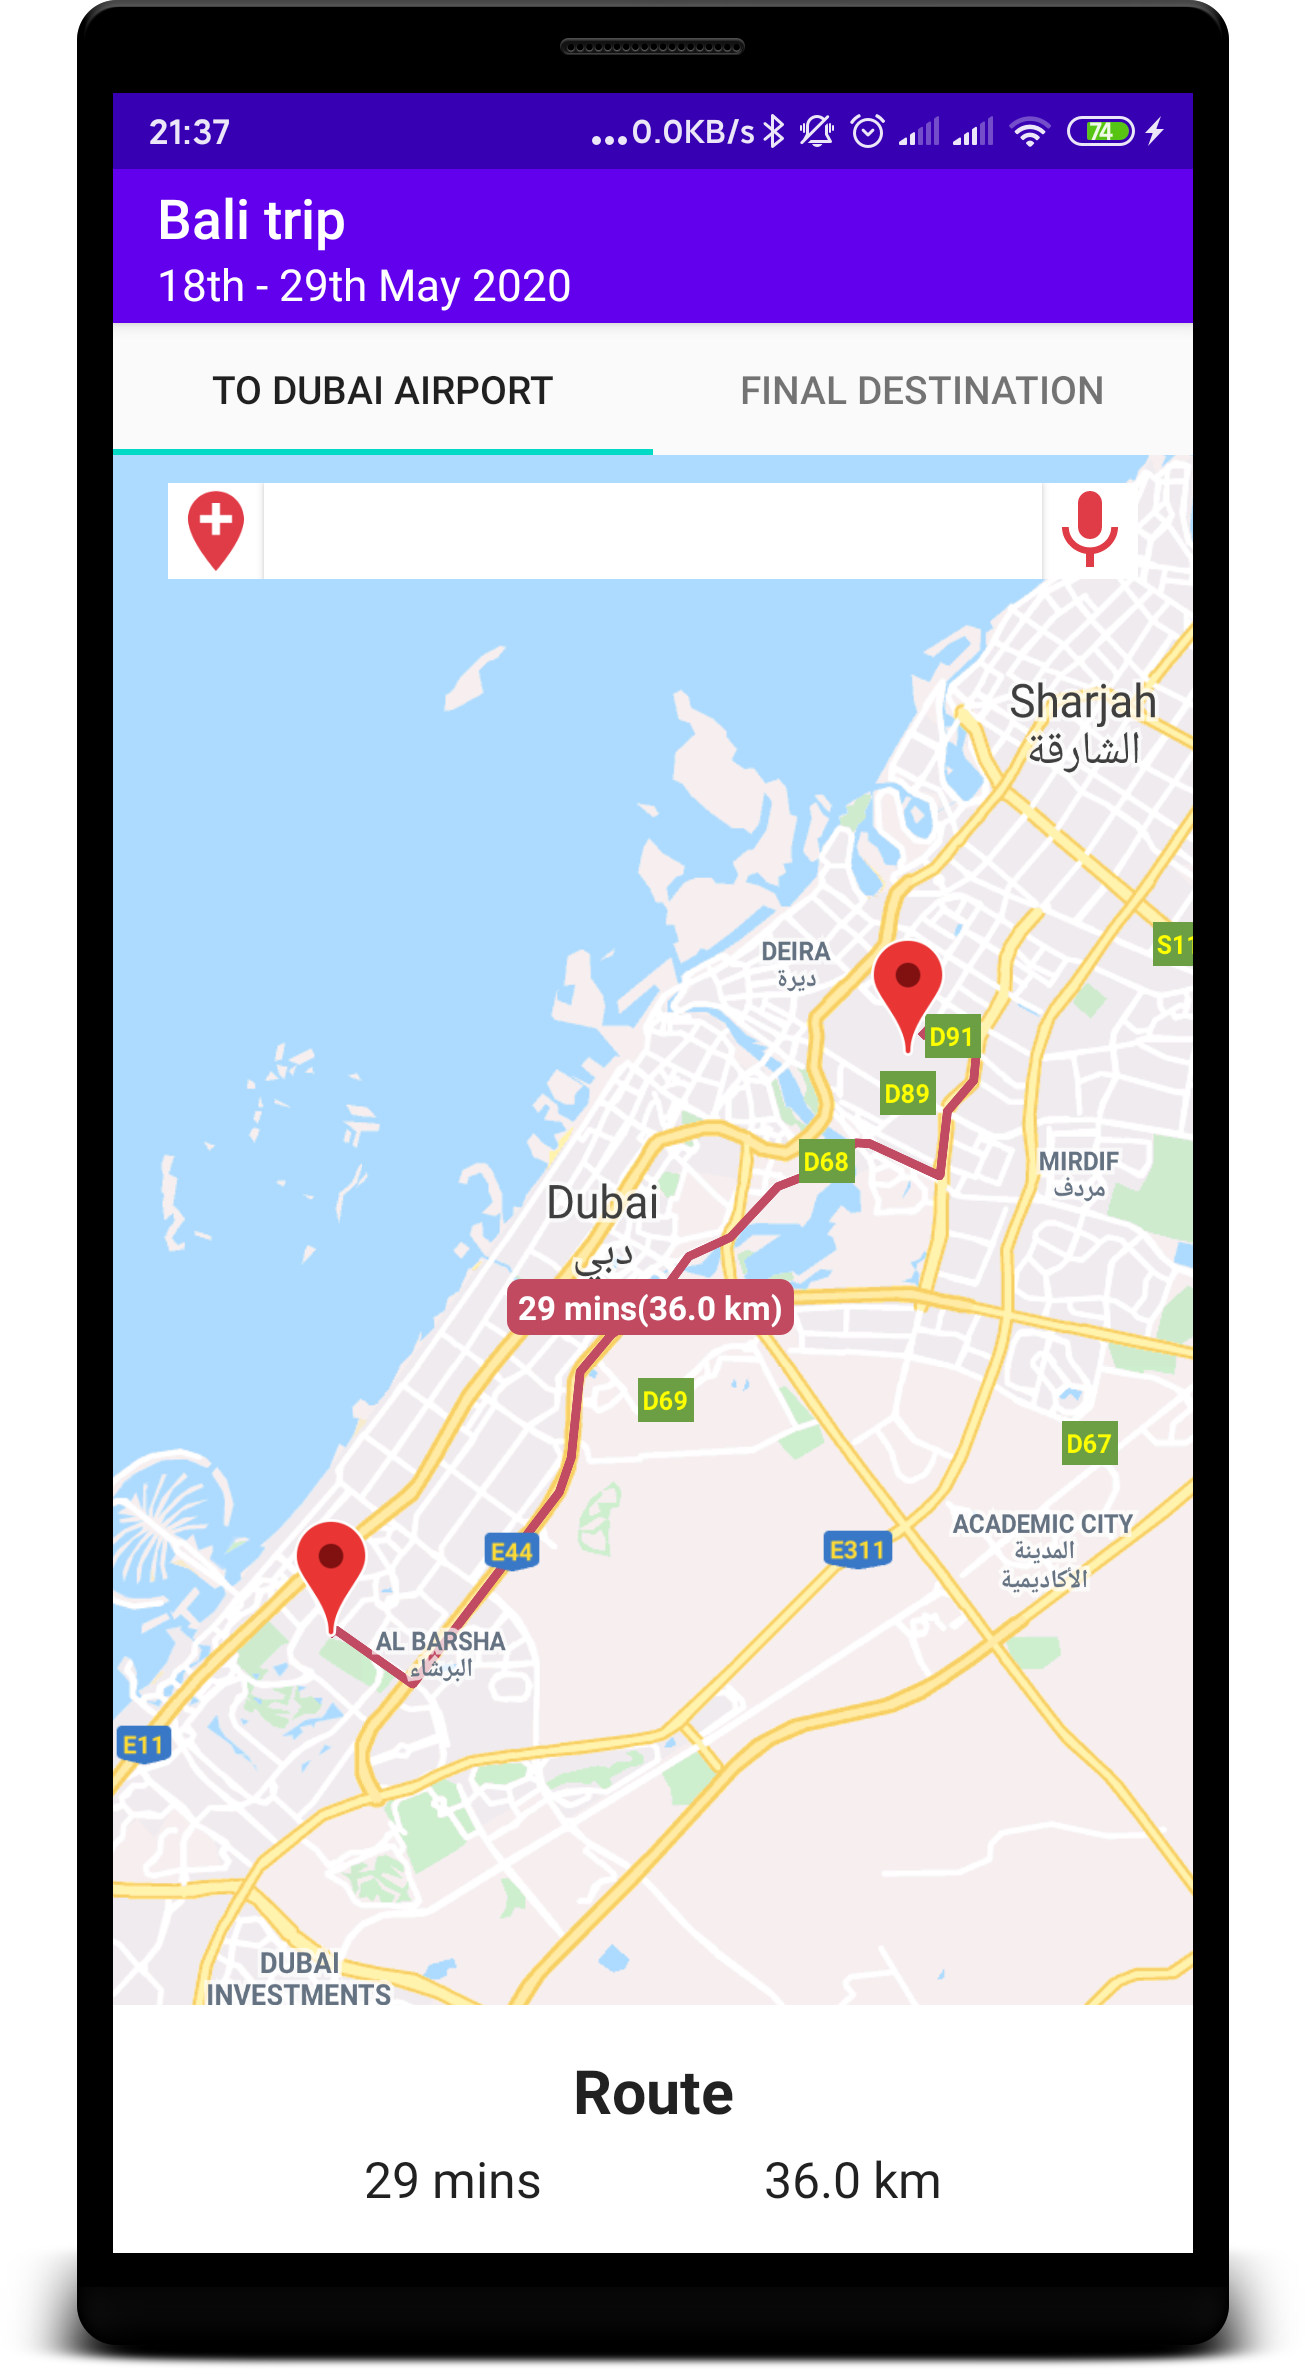 21:37
...0.0KB/s
74
Bali trip
18th - 29th May 2020
TO DUBAI AIRPORT
FINAL DESTINATION
Sharjah
الشارقة
DEIRA
ديرة
S11
D91
D89
D68
MIRDIF
مردف
Dubai
دبي
29 mins(36.0 km)
D69
D67
ACADEMIC CITY
المدينة
الأكاديمية
E44
E311
AL BARSHA
البرشاء
E11
DUBAI
INVESTMENTS
Route
29 mins
36.0 km